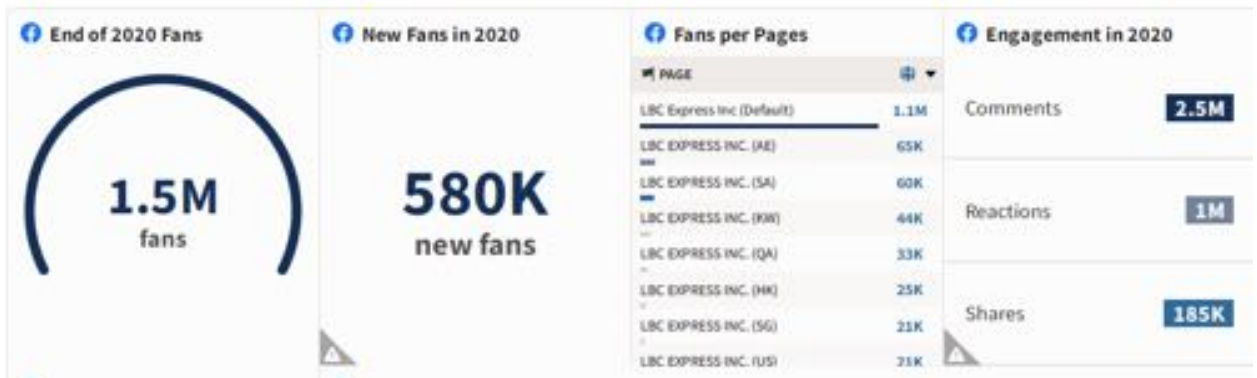 End of 2020 Fans
1.5M
fans
New Fans in 2020
580K
new fans
Fans per Pages
PAGE
LBC Express Inc (Default) 1.1M
LBC EXPRESS INC. (AE) 65K
LBC EXPRESS INC. (SA) 60K
LBC EXPRESS INC. (KW) 44K
LBC EXPRESS INC. (QA) 33K
LBC EXPRESS INC. (HK) 25K
LBC EXPRESS INC. (SG) 21K
LBC EXPRESS INC. (US) 21K
Engagement in 2020
Comments 2.5M
Reactions 1M
Shares 185K